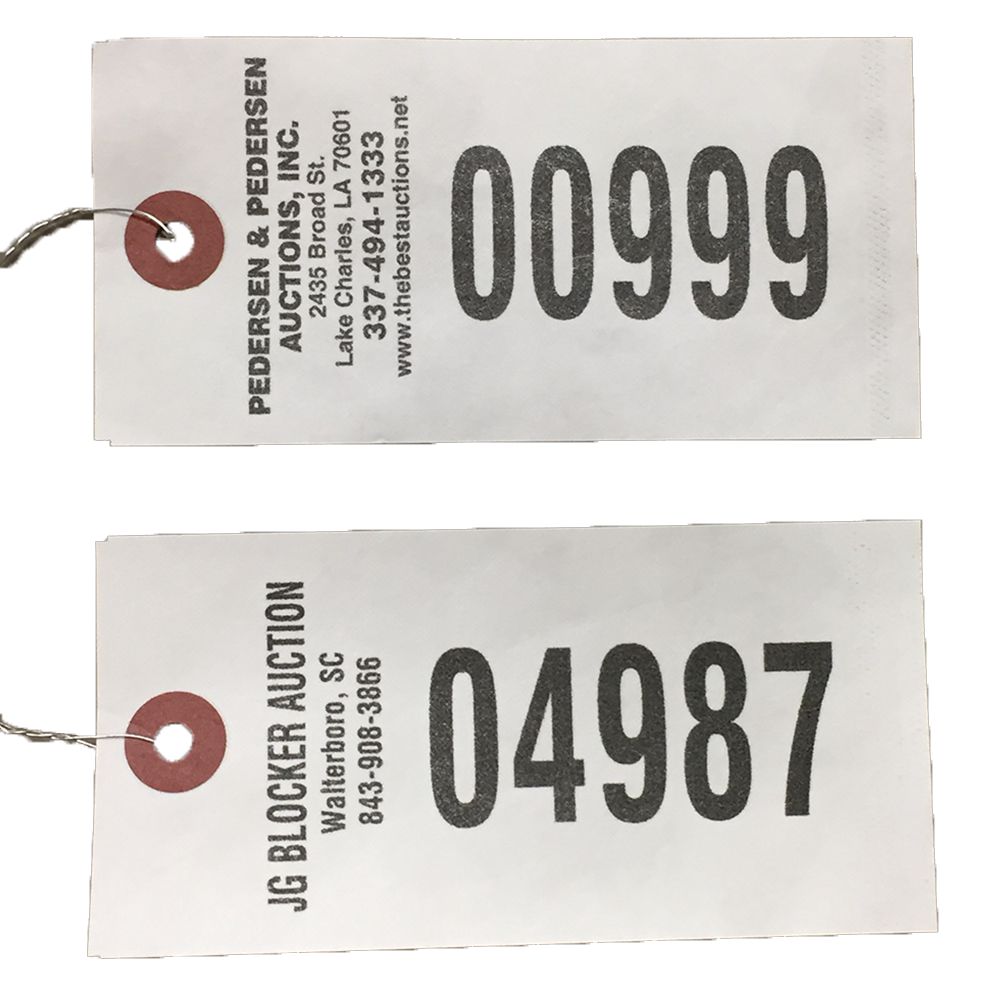 PEDERSEN & PEDERSEN
AUCTIONS, INC.
2435 Broad St.
Lake Charles, LA 70601
337-494-1333
www.thebestauctions.net
00999
JG BLOCKER AUCTION
Walterboro, SC
843-908-3866
04987